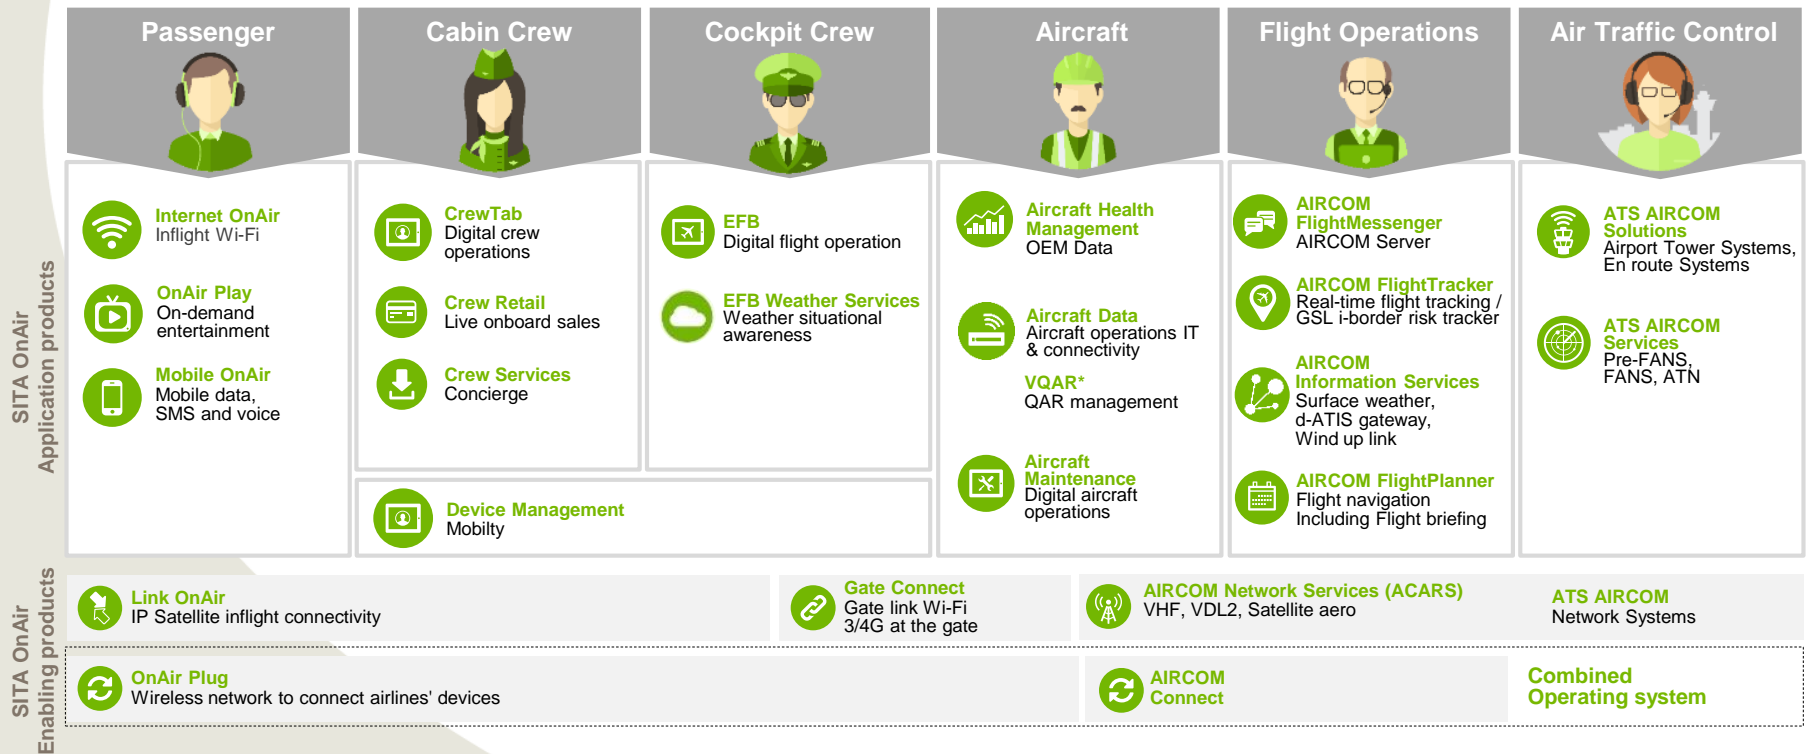 Passenger
Cabin Crew
Cockpit Crew
Aircraft
Flight Operations
Air Traffic Control
SITA OnAir
Application products
Internet OnAir
Inflight Wi-Fi
OnAir Play
On-demand
entertainment
Mobile OnAir
Mobile data,
SMS and voice
CrewTab
Digital crew
operations
Crew Retail
Live onboard sales
Crew Services
Concierge
EFB
Digital flight operation
EFB Weather Services
Weather situational
awareness
Device Management
Mobilty
Aircraft Health
Management
OEM Data
Aircraft Data
Aircraft operations IT
& connectivity
VQAR*
QAR management
Aircraft
Maintenance
Digital aircraft
operations
AIRCOM
FlightMessenger
AIRCOM Server
AIRCOM FlightTracker
Real-time flight tracking /
GSL i-border risk tracker
AIRCOM
Information Services
Surface weather,
d-ATIS gateway,
Wind up link
AIRCOM FlightPlanner
Flight navigation
Including Flight briefing
ATS AIRCOM
Solutions
Airport Tower Systems,
En route Systems
ATS AIRCOM
Services
Pre-FANS,
FANS, ATN
SITA OnAir
Enabling products
Link OnAir
IP Satellite inflight connectivity
Gate Connect
Gate link Wi-Fi
3/4G at the gate
AIRCOM Network Services (ACARS)
VHF, VDL2, Satellite aero
ATS AIRCOM
Network Systems
OnAir Plug
Wireless network to connect airlines' devices
AIRCOM
Connect
Combined
Operating system